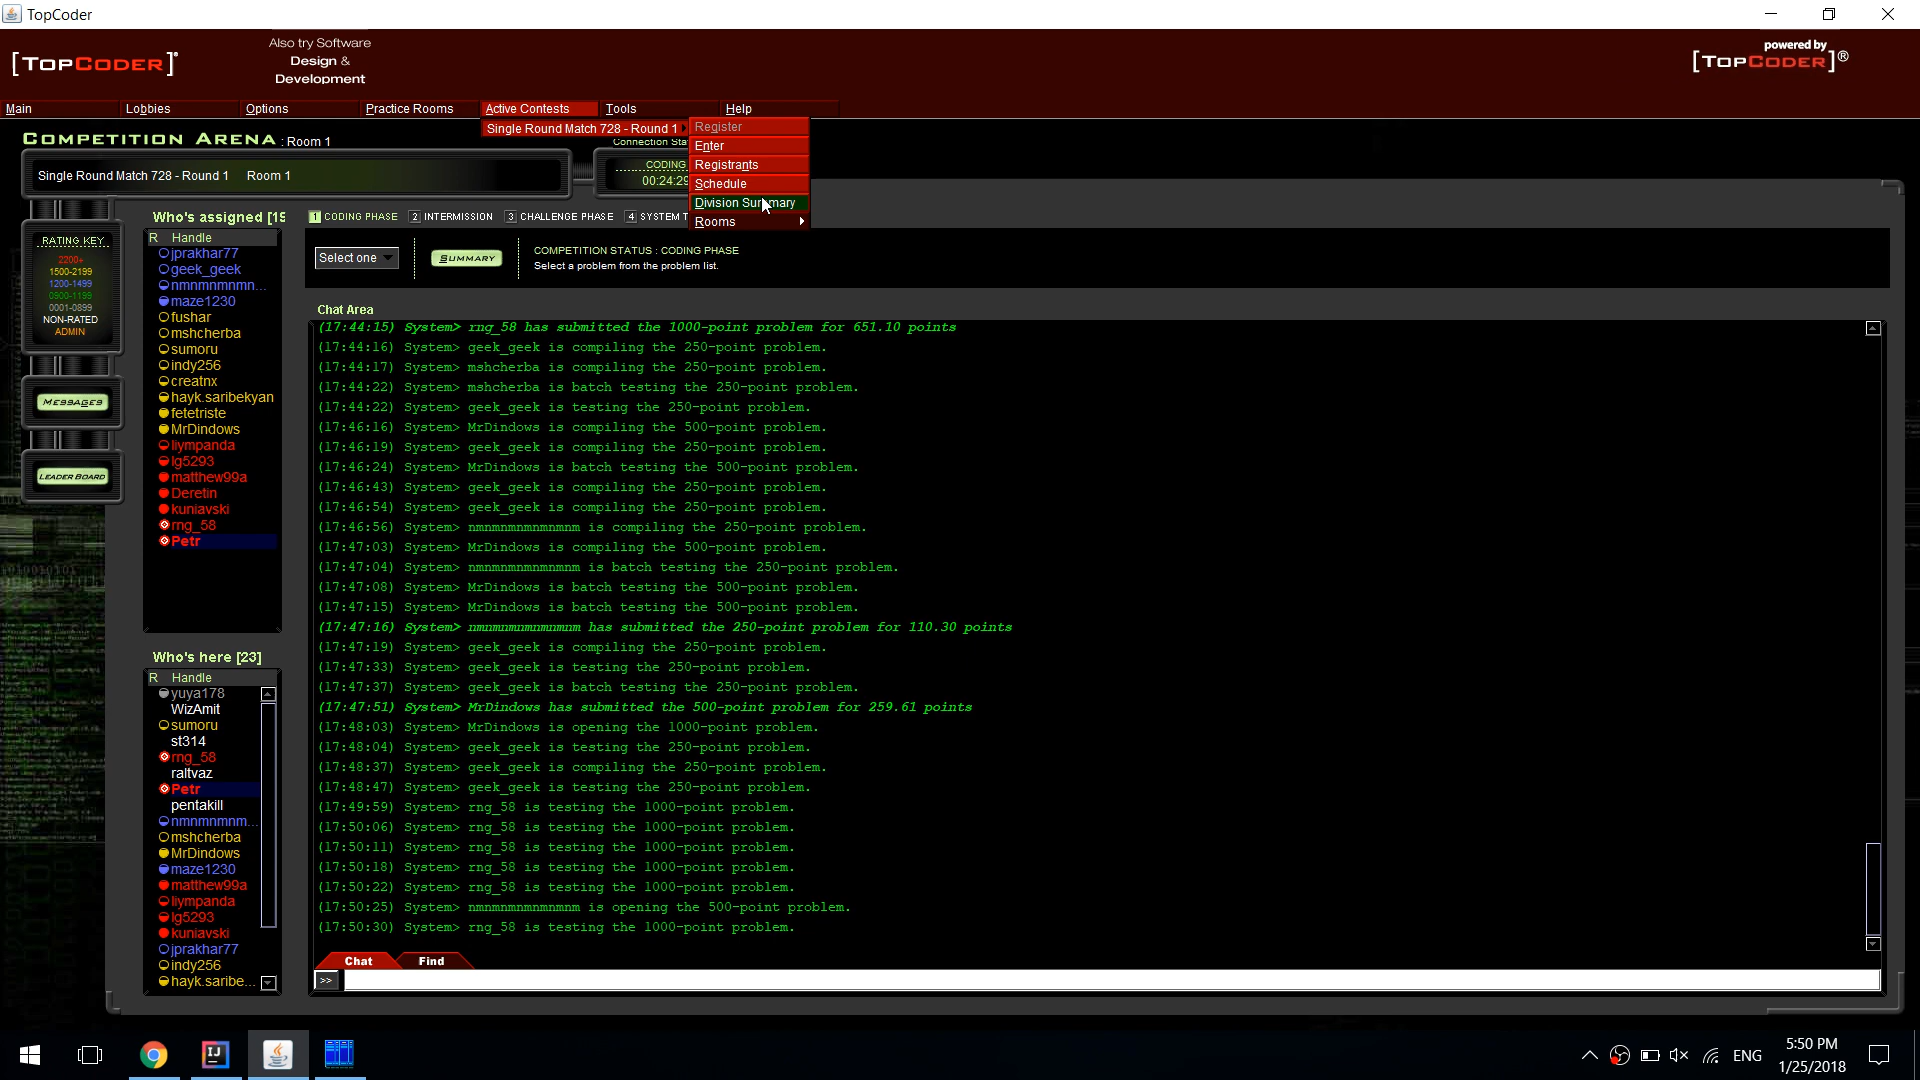 TopCoder
[TOPCODER]®
Also try Software
Design &
Development
powered by
[TOPCODER]®
Main
Lobbies
Options
Practice Rooms
Active Contests
Tools
Help
Single Round Match 728 - Round 1
Register
Enter
Registrants
Schedule
Division Summary
Rooms
COMPETITION ARENA : Room 1
Connection Sta
Single Round Match 728 - Round 1 Room 1
CODING
00:24:29
Who's assigned [19
1 CODING PHASE
2 INTERMISSION
3 CHALLENGE PHASE
4 SYSTEM T
RATING KEY
2200+
1500-2199
1200-1499
0900-1199
0001-0899
NON-RATED
ADMIN
MESSAGES
LEADER BOARD
R Handle
jprakhar77
geek_geek
nmnmnmnmn...
maze1230
fushar
mshcherba
sumoru
indy256
creatnx
hayk.saribekyan
fetetriste
MrDindows
liympanda
lg5293
matthew99a
Deretin
kuniavski
rng_58
Petr
Who's here [23]
R Handle
yuya178
WizAmit
sumoru
st314
rng_58
raltvaz
Petr
pentakill
nmnmnmnm...
mshcherba
MrDindows
maze1230
matthew99a
liympanda
lg5293
kuniavski
jprakhar77
indy256
hayk.saribe...
Select one
SUMMARY
COMPETITION STATUS : CODING PHASE
Select a problem from the problem list.
Chat Area
(17:44:15) System> rng_58 has submitted the 1000-point problem for 651.10 points
(17:44:16) System> geek_geek is compiling the 250-point problem.
(17:44:17) System> mshcherba is compiling the 250-point problem.
(17:44:22) System> mshcherba is batch testing the 250-point problem.
(17:44:22) System> geek_geek is testing the 250-point problem.
(17:46:16) System> MrDindows is compiling the 500-point problem.
(17:46:19) System> geek_geek is compiling the 250-point problem.
(17:46:24) System> MrDindows is batch testing the 500-point problem.
(17:46:43) System> geek_geek is compiling the 250-point problem.
(17:46:54) System> geek_geek is compiling the 250-point problem.
(17:46:56) System> nmnmnmnmnmnmnm is compiling the 250-point problem.
(17:47:03) System> MrDindows is compiling the 500-point problem.
(17:47:04) System> nmnmnmnmnmnmnm is batch testing the 250-point problem.
(17:47:08) System> MrDindows is batch testing the 500-point problem.
(17:47:15) System> MrDindows is batch testing the 500-point problem.
(17:47:16) System> nmnmnmnmnmnmnm has submitted the 250-point problem for 110.30 points
(17:47:19) System> geek_geek is compiling the 250-point problem.
(17:47:33) System> geek_geek is testing the 250-point problem.
(17:47:37) System> geek_geek is batch testing the 250-point problem.
(17:47:51) System> MrDindows has submitted the 500-point problem for 259.61 points
(17:48:03) System> MrDindows is opening the 1000-point problem.
(17:48:04) System> geek_geek is testing the 250-point problem.
(17:48:37) System> geek_geek is compiling the 250-point problem.
(17:48:47) System> geek_geek is testing the 250-point problem.
(17:49:59) System> rng_58 is testing the 1000-point problem.
(17:50:06) System> rng_58 is testing the 1000-point problem.
(17:50:11) System> rng_58 is testing the 1000-point problem.
(17:50:18) System> rng_58 is testing the 1000-point problem.
(17:50:22) System> rng_58 is testing the 1000-point problem.
(17:50:25) System> nmnmnmnmnmnmnm is opening the 500-point problem.
(17:50:30) System> rng_58 is testing the 1000-point problem.
Chat
Find
>>
IJ
ENG
5:50 PM
1/25/2018